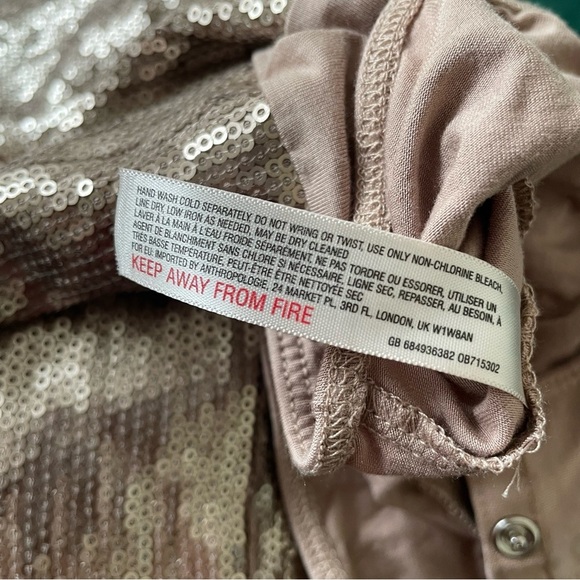 HAND WASH COLD SEPARATELY. DO NOT WRING OR TWIST. USE ONLY NON-CHLORINE BLEACH,
LINE DRY, LOW IRON AS NEEDED, MAY BE DRY CLEANED
LAVER À LA MAIN À L'EAU FROIDE SÉPARÉMENT. NE PAS TORDRE OU ESSORER, UTILISER UN
AGENT DE BLANCHIMENT SANS CHLORE SI NÉCESSAIRE. LIGNE SEC, REPASSER, AU BESOIN, À
TRÈS BASSE TEMPÉRATURE, PEUT-ÊTRE ÊTRE NETTOYÉE SEC
FOR EU: IMPORTED BY ANTHROPOLOGIE, 24 MARKET PL, 3RD FL, LONDON, UK W1W8AN
KEEP AWAY FROM FIRE
GB 684936382 OB715302